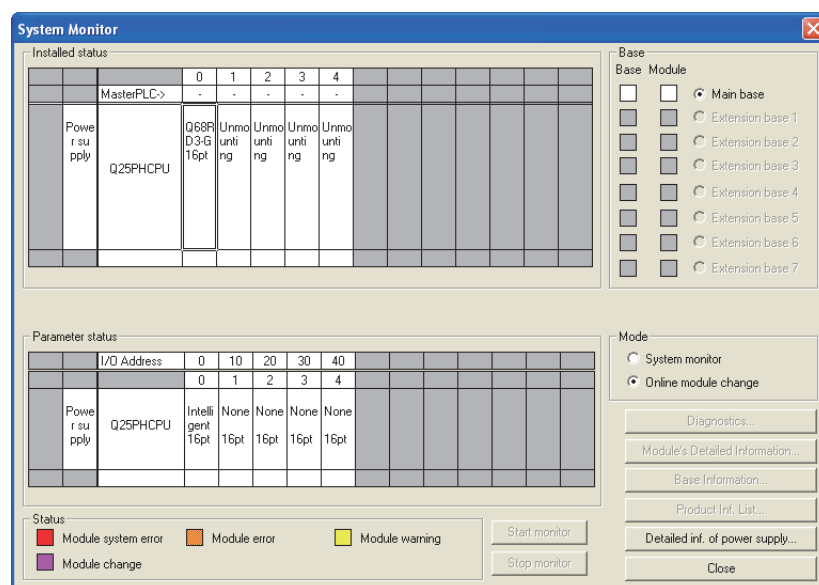 System Monitor
Installed status
0 1 2 3 4
MasterPLC-> - - - - -
Powe
r su
pply
Q25PHCPU
Q68R
D3-G
16pt
Unmo
unti
ng
Unmo
unti
ng
Unmo
unti
ng
Unmo
unti
ng
Base
Base Module
Main base
Extension base 1
Extension base 2
Extension base 3
Extension base 4
Extension base 5
Extension base 6
Extension base 7
Parameter status
I/O Address 0 10 20 30 40
0 1 2 3 4
Powe
r su
pply
Q25PHCPU
Intelli
gent
16pt
None
16pt
None
16pt
None
16pt
None
16pt
Mode
System monitor
Online module change
Diagnostics...
Module's Detailed Information...
Base Information...
Product Inf. List...
Detailed inf. of power supply...
Close
Status
Module system error
Module error
Module warning
Module change
Start monitor
Stop monitor